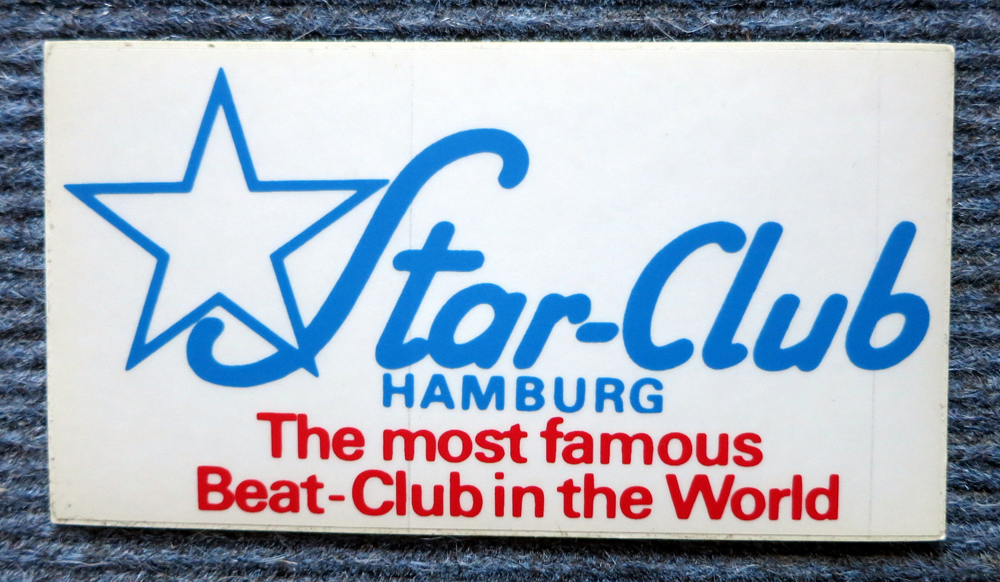 Star-Club
HAMBURG
The most famous
Beat-Club in the World